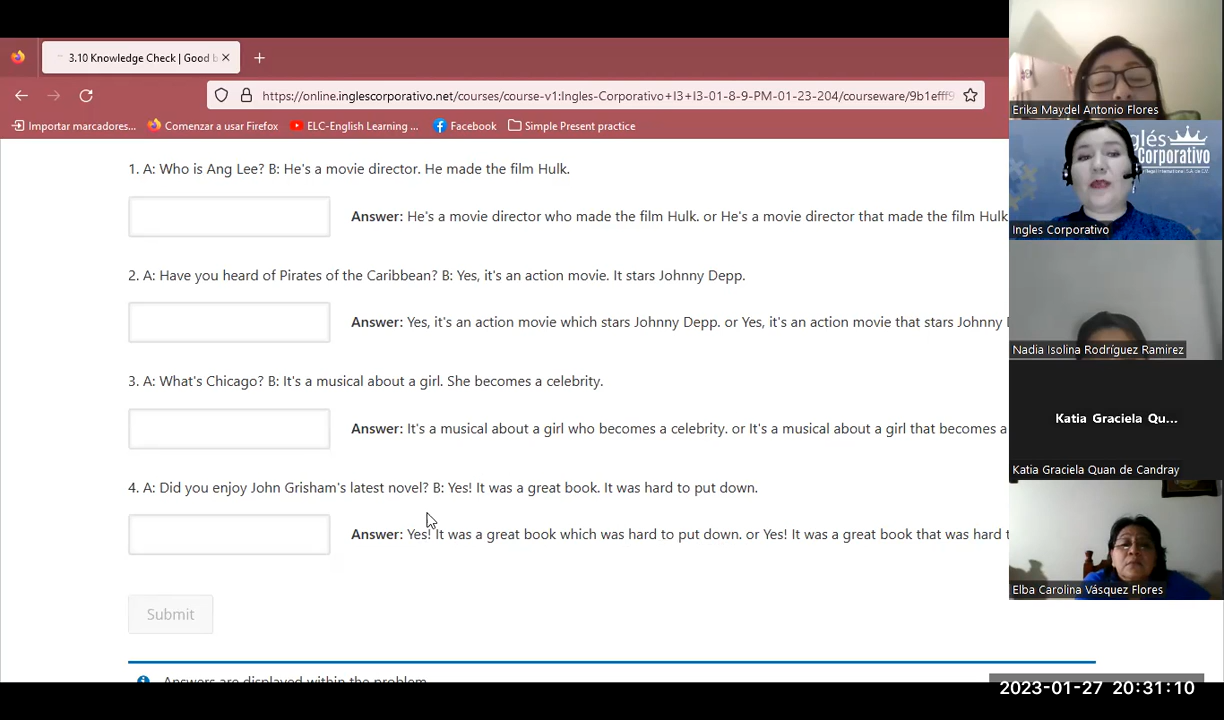 3.10 Knowledge Check | Good b
https://online.inglescorporativo.net/courses/course-v1:Ingles-Corporativo+I3+I3-01-8-9-PM-01-23-204/courseware/9b1efff9
Importar marcadores...
Comenzar a usar Firefox
ELC-English Learning ...
Facebook
Simple Present practice
1. A: Who is Ang Lee? B: He's a movie director. He made the film Hulk.
Answer: He's a movie director who made the film Hulk. or He's a movie director that made the film Hulk
2. A: Have you heard of Pirates of the Caribbean? B: Yes, it's an action movie. It stars Johnny Depp.
Answer: Yes, it's an action movie which stars Johnny Depp. or Yes, it's an action movie that stars Johnny
3. A: What's Chicago? B: It's a musical about a girl. She becomes a celebrity.
Answer: It's a musical about a girl who becomes a celebrity. or It's a musical about a girl that becomes a
4. A: Did you enjoy John Grisham's latest novel? B: Yes! It was a great book. It was hard to put down.
Answer: Yes! It was a great book which was hard to put down. or Yes! It was a great book that was hard
Submit
Answers are displayed within the problem
Erika Maydel Antonio Flores
glés
Corporativo
Ingles Corporativo
Nadia Isolina Rodríguez Ramirez
Katia Graciela Qu...
Katia Graciela Quan de Candray
Elba Carolina Vásquez Flores
2023-01-27 20:31:10